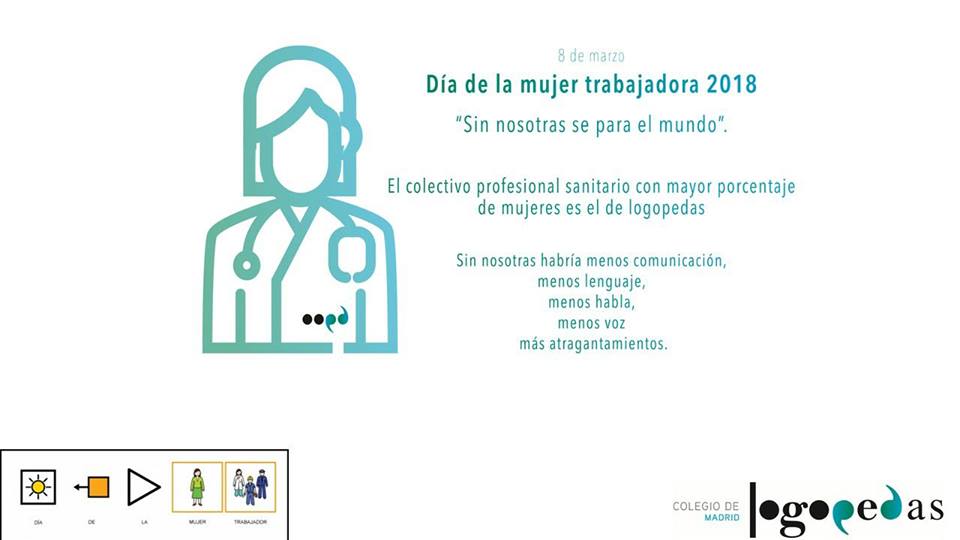 8 de marzo
Día de la mujer trabajadora 2018
“Sin nosotras se para el mundo”.
El colectivo profesional sanitario con mayor porcentaje
de mujeres es el de logopedas
Sin nosotras habría menos comunicación,
menos lenguaje,
menos habla,
menos voz
más atragantamientos.
DÍA DE LA MUJER TRABAJADOR
COLEGIO DE
MADRID
logopedas